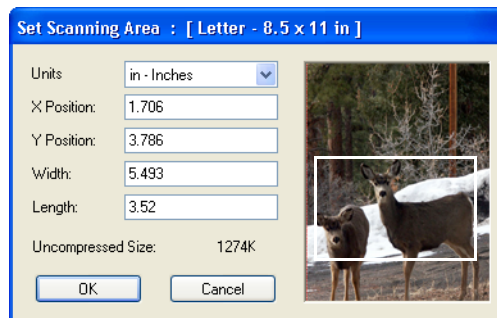 Set Scanning Area : [ Letter - 8.5 x 11 in ]
Units in - Inches
X Position: 1.706
Y Position: 3.786
Width: 5.493
Length: 3.52
Uncompressed Size: 1274K
OK Cancel